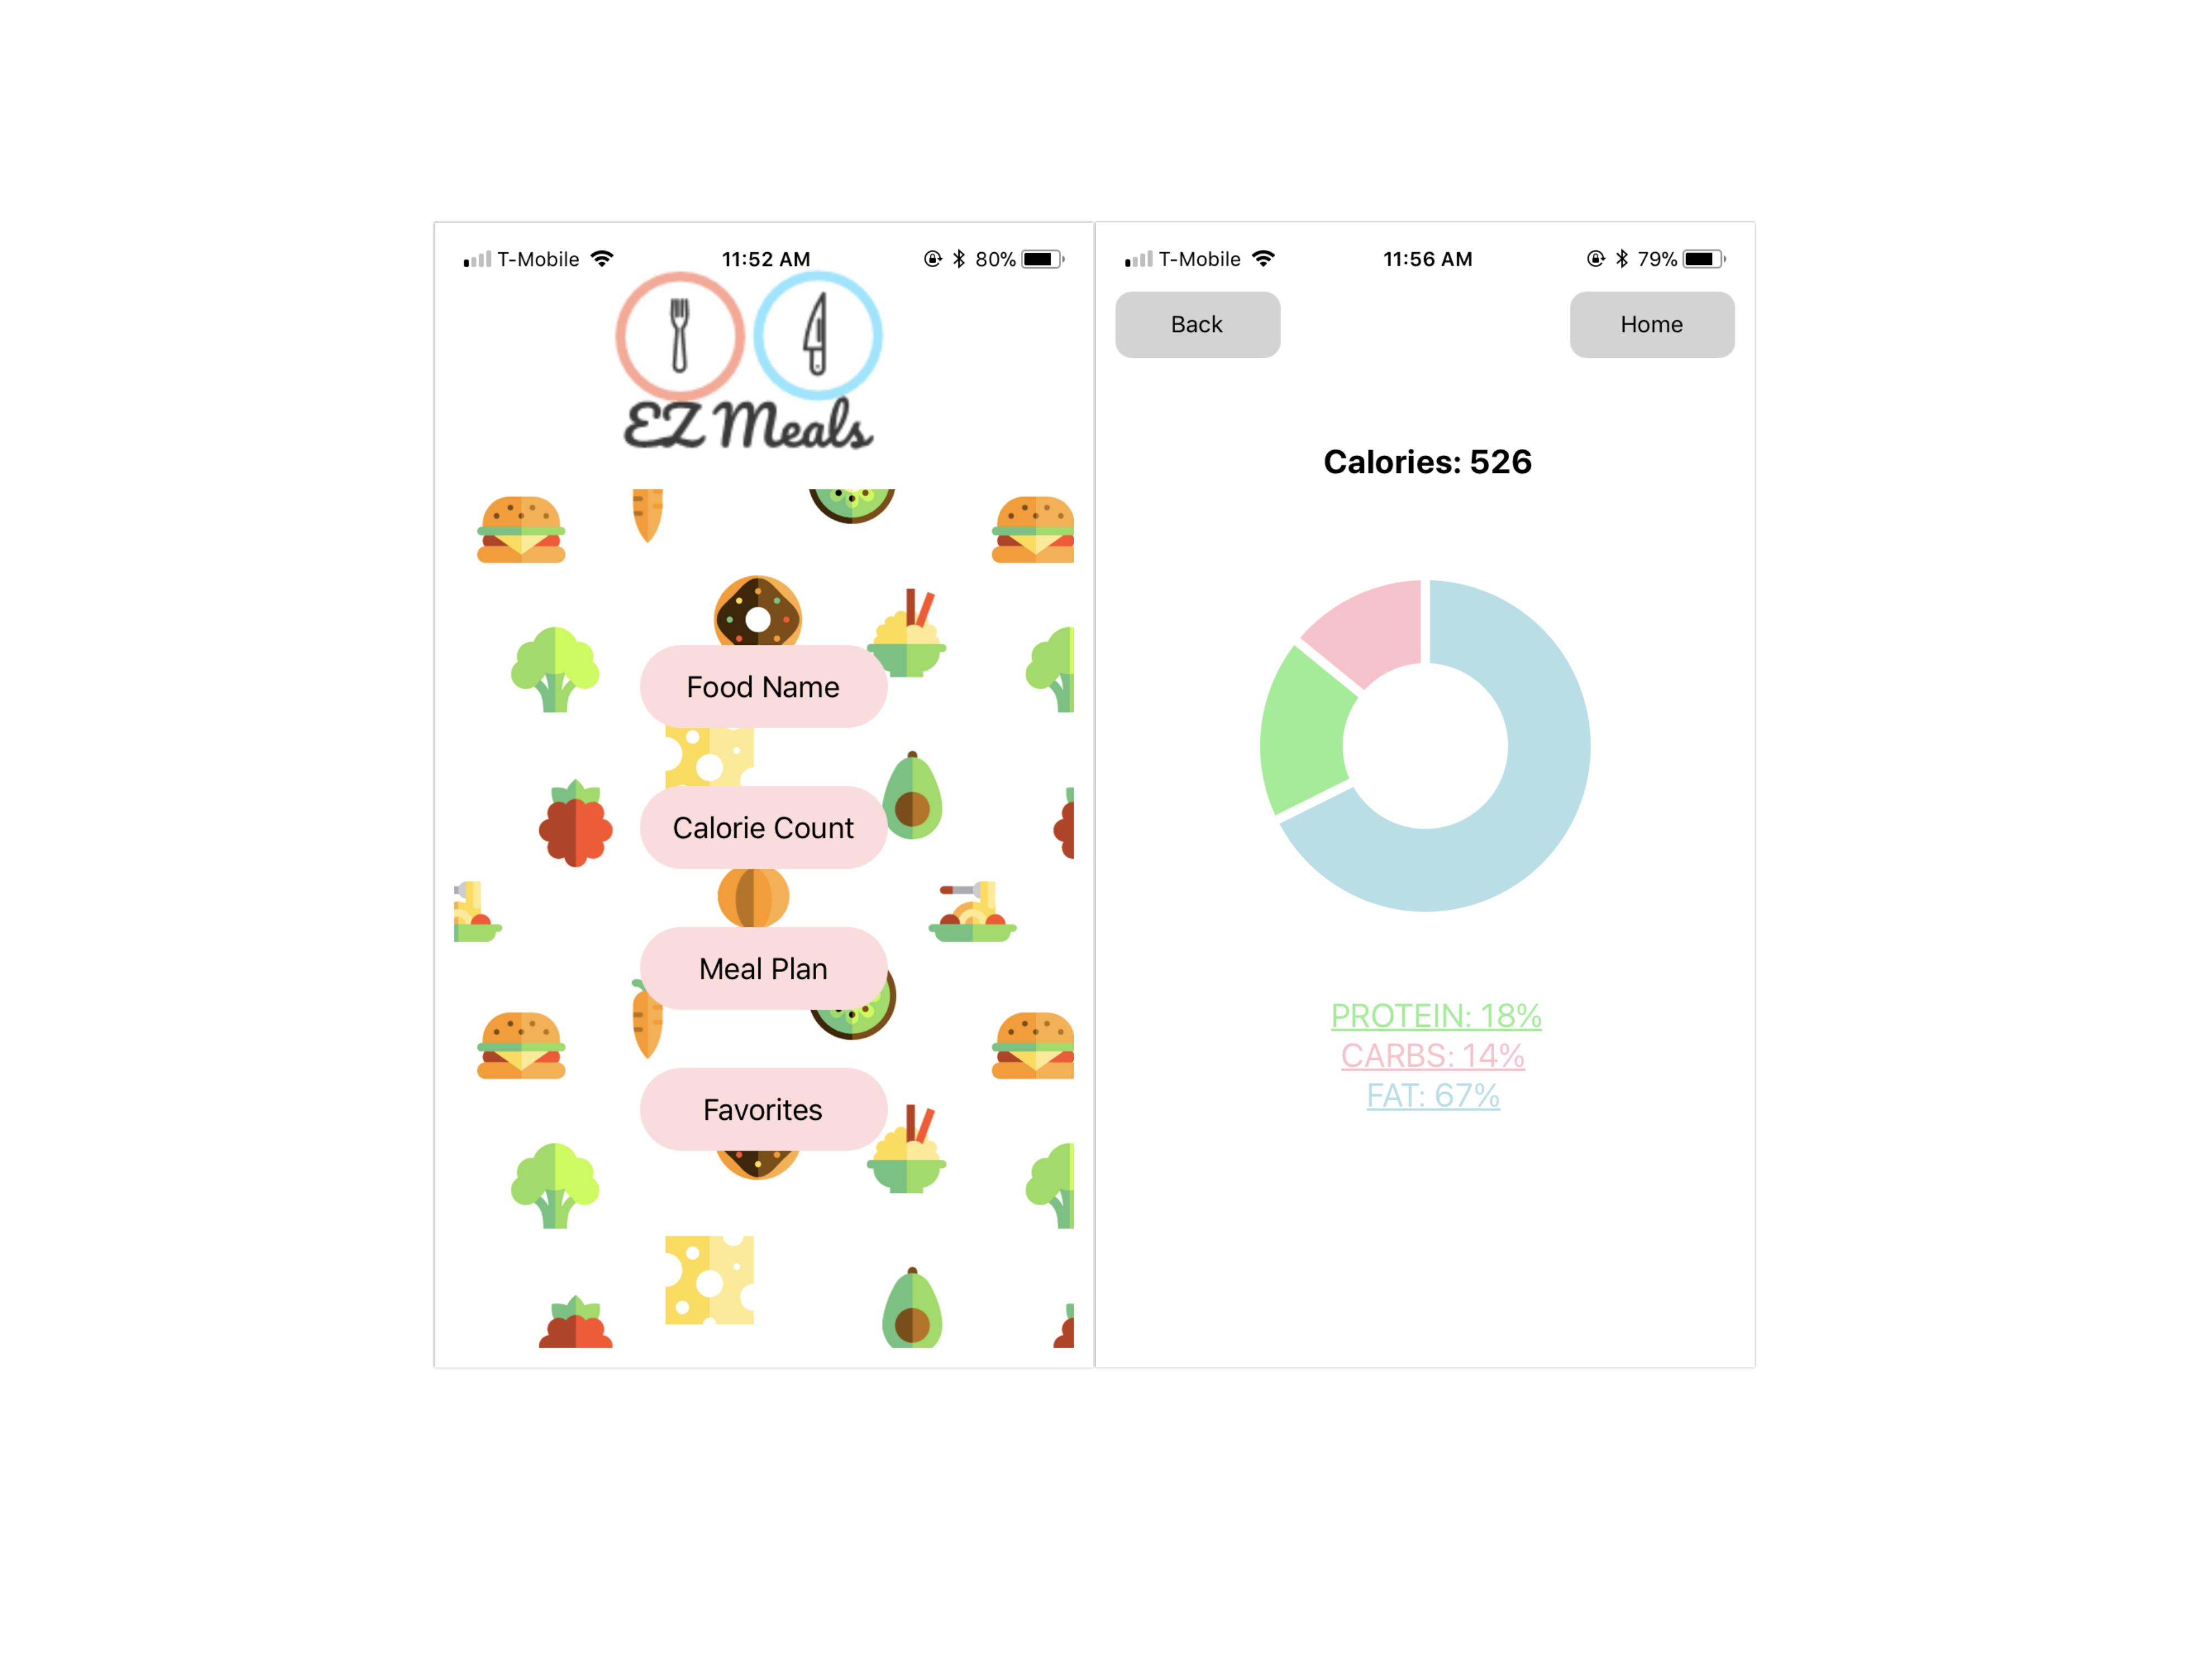 T-Mobile 11:52 AM 80%
EZ Meals
Food Name
Calorie Count
Meal Plan
Favorites
T-Mobile 11:56 AM 79%
Back Home
Calories: 526
PROTEIN: 18%
CARBS: 14%
FAT: 67%